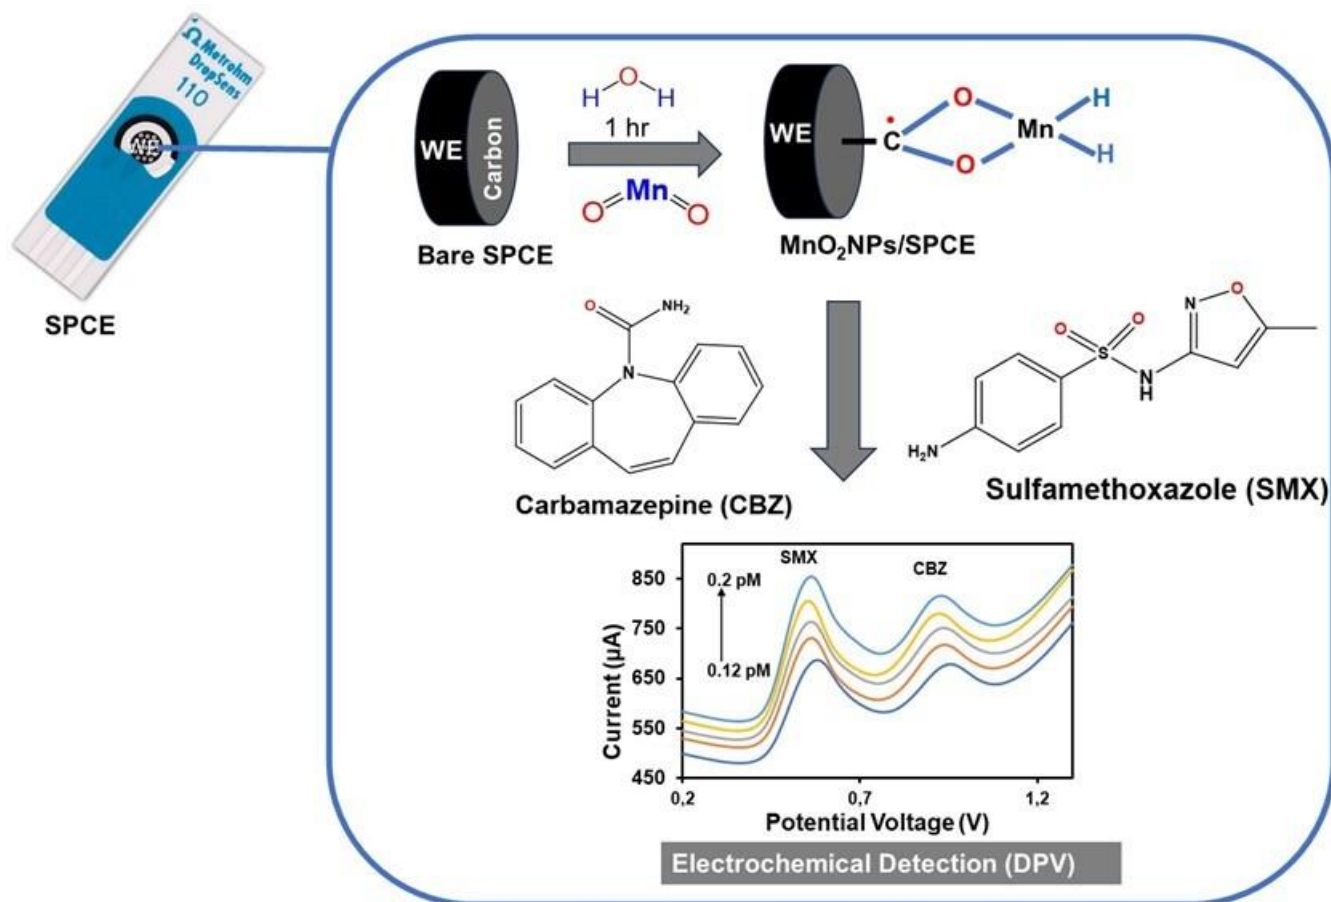 Metrohm
DropSens
110
WE
SPCE
WE
Carbon
Bare SPCE
H O H
1 hr
O Mn O
WE
C
O
O
Mn
H
H
MnO₂NPs/SPCE
O
NH₂
N
Carbamazepine (CBZ)
O
O
S
N
H
N
O
H₂N
Sulfamethoxazole (SMX)
SMX
CBZ
0.2 pM
0.12 pM
850
750
650
550
450
Current (µA)
0,2
0,7
1,2
Potential Voltage (V)
Electrochemical Detection (DPV)